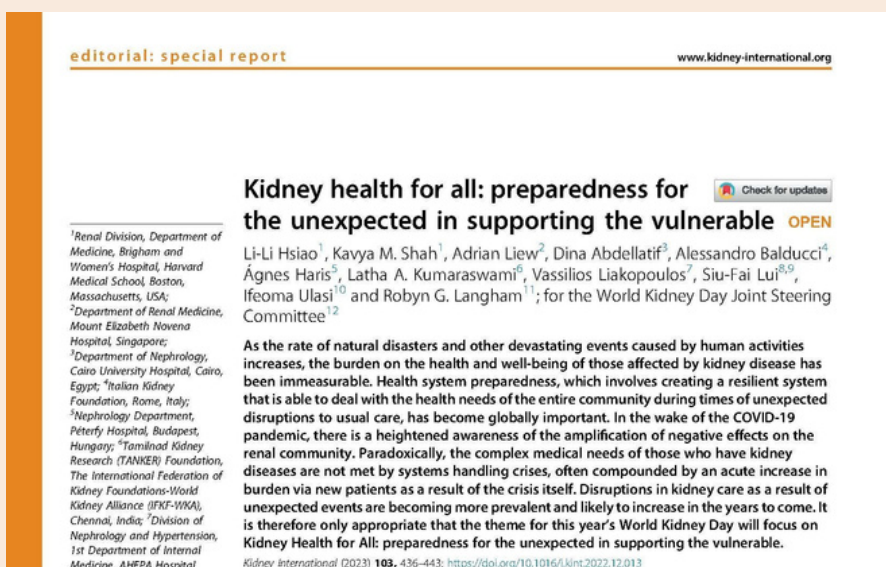 editorial: special report
www.kidney-international.org
Kidney health for all: preparedness for
Check for updates
the unexpected in supporting the vulnerable OPEN
Li-Li Hsiao1, Kavya M. Shah1, Adrian Liew2, Dina Abdellatif3, Alessandro Balducci4,
Ágnes Haris5, Latha A. Kumaraswami6, Vassilios Liakopoulos7, Siu-Fai Lui8,9,
Ifeoma Ulasi10 and Robyn G. Langham11; for the World Kidney Day Joint Steering
Committee12
1Renal Division, Department of
Medicine, Brigham and
Women's Hospital, Harvard
Medical School, Boston,
Massachusetts, USA;
2Department of Renal Medicine,
Mount Elizabeth Novena
Hospital, Singapore;
3Department of Nephrology,
Cairo University Hospital, Cairo,
Egypt; 4Italian Kidney
Foundation, Rome, Italy;
5Nephrology Department,
Péterfy Hospital, Budapest,
Hungary; 6Tamilnad Kidney
Research (TANKER) Foundation,
The International Federation of
Kidney Foundations-World
Kidney Alliance (IFKF-WKA),
Chennai, India; 7Division of
Nephrology and Hypertension,
1st Department of Internal
Medicine, AHEPA Hospital
As the rate of natural disasters and other devastating events caused by human activities
increases, the burden on the health and well-being of those affected by kidney disease has
been immeasurable. Health system preparedness, which involves creating a resilient system
that is able to deal with the health needs of the entire community during times of unexpected
disruptions to usual care, has become globally important. In the wake of the COVID-19
pandemic, there is a heightened awareness of the amplification of negative effects on the
renal community. Paradoxically, the complex medical needs of those who have kidney
diseases are not met by systems handling crises, often compounded by an acute increase in
burden via new patients as a result of the crisis itself. Disruptions in kidney care as a result of
unexpected events are becoming more prevalent and likely to increase in the years to come. It
is therefore only appropriate that the theme for this year's World Kidney Day will focus on
Kidney Health for All: preparedness for the unexpected in supporting the vulnerable.
Kidney International (2023) 103, 436–443; https://doi.org/10.1016/j.kint.2022.12.013